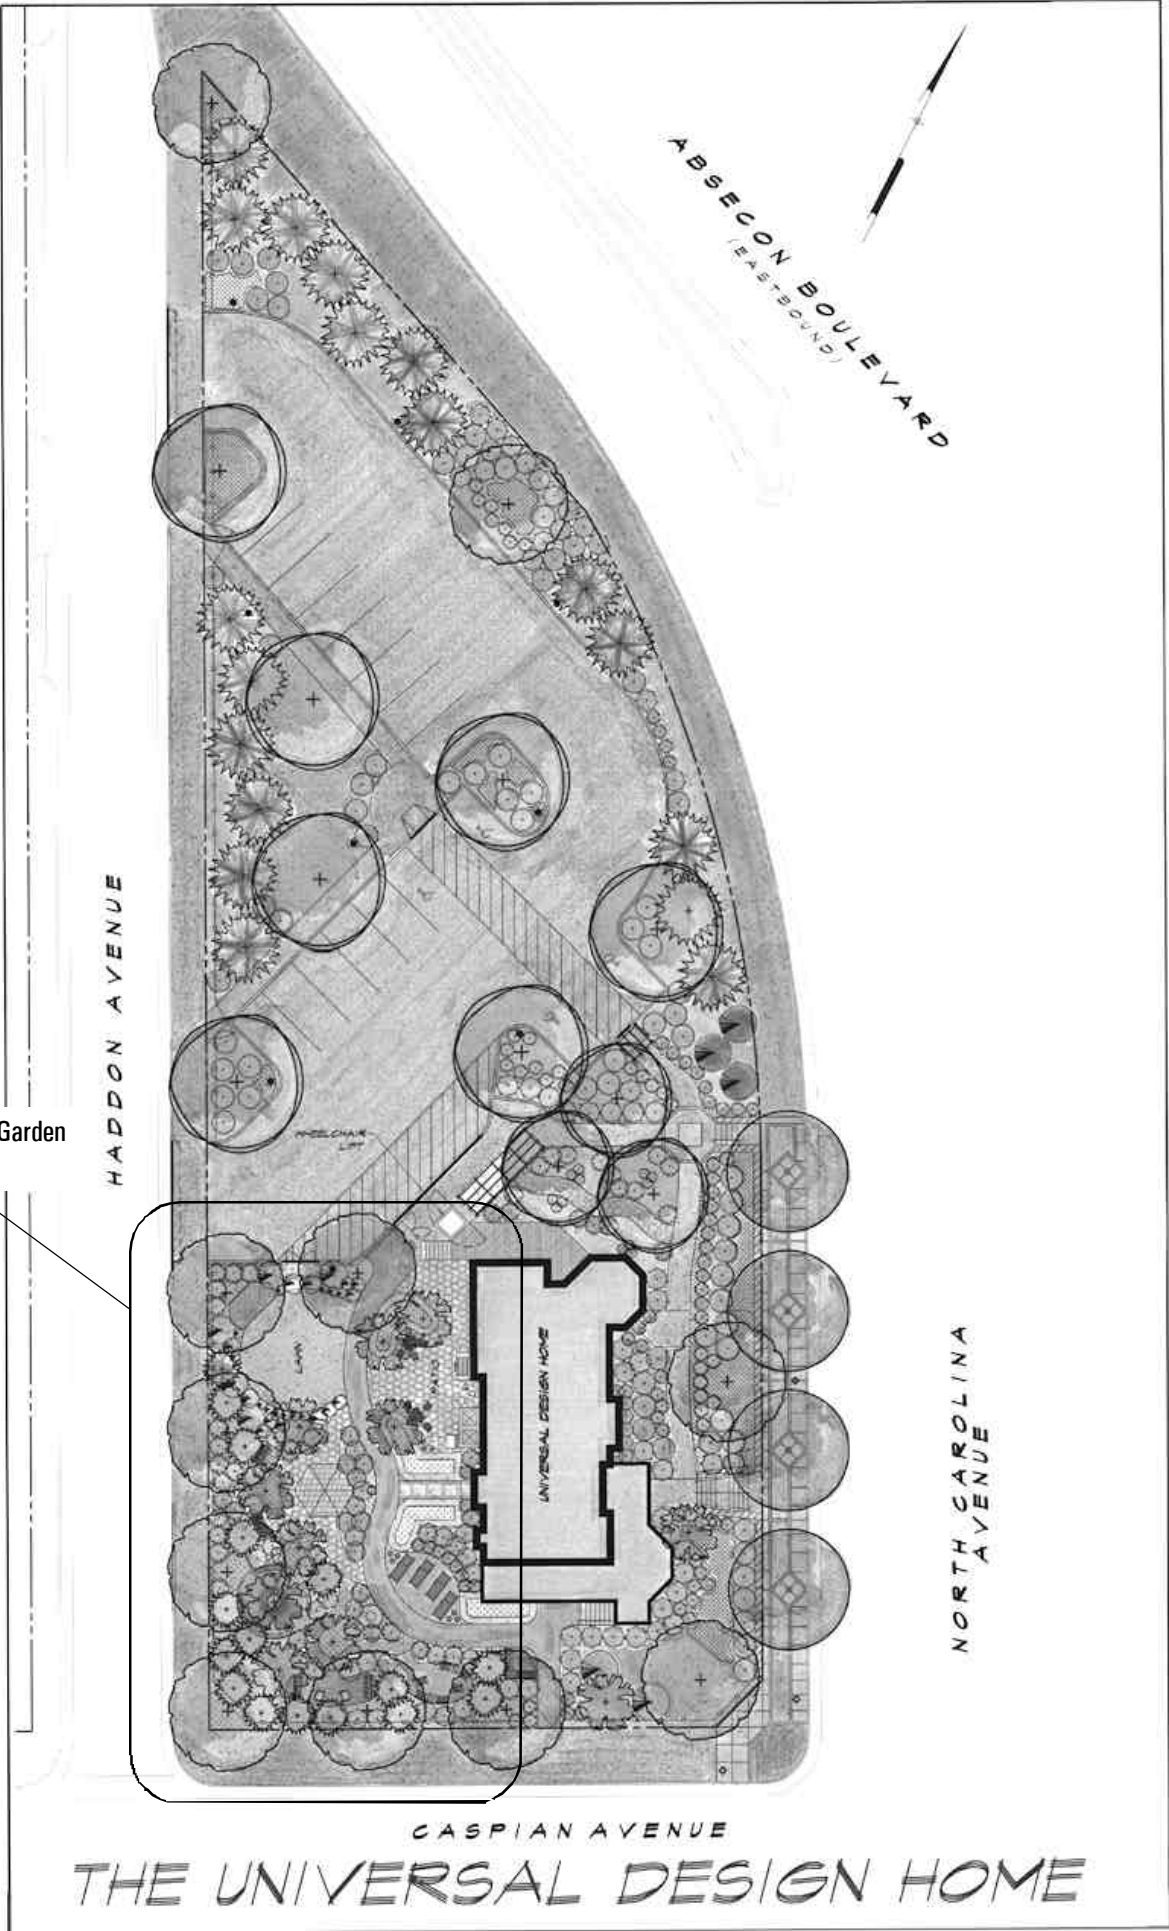 ABSECON BOULEVARD
(EASTBOUND)
HADDON AVENUE
Garden
WHEELCHAIR
LIFT
LAWN
PATIO
UNIVERSAL DESIGN HOME
NORTH CAROLINA
AVENUE
CASPIAN AVENUE
THE UNIVERSAL DESIGN HOME